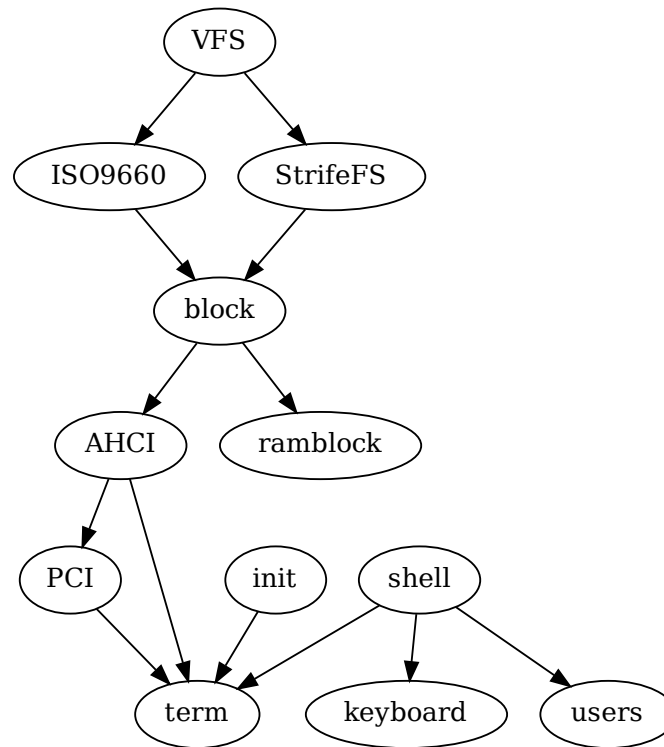 VFS
ISO9660
StrifeFS
block
AHCI
ramblock
PCI
init
shell
term
keyboard
users